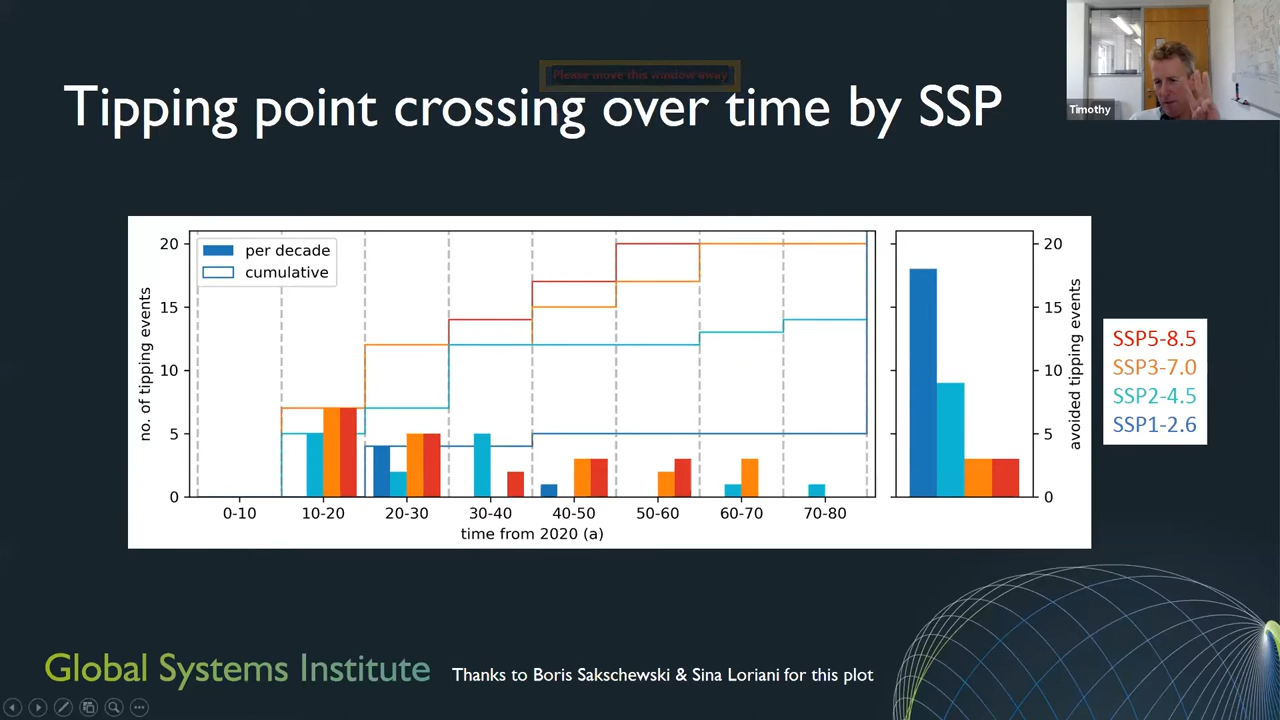 Please move this window away
Tipping point crossing over time by SSP
Timothy
per decade
cumulative
20
15
10
5
0
no. of tipping events
0-10
10-20
20-30
30-40
40-50
50-60
60-70
70-80
time from 2020 (a)
20
15
10
5
0
avoided tipping events
SSP5-8.5
SSP3-7.0
SSP2-4.5
SSP1-2.6
Global Systems Institute
Thanks to Boris Sakschewski & Sina Loriani for this plot